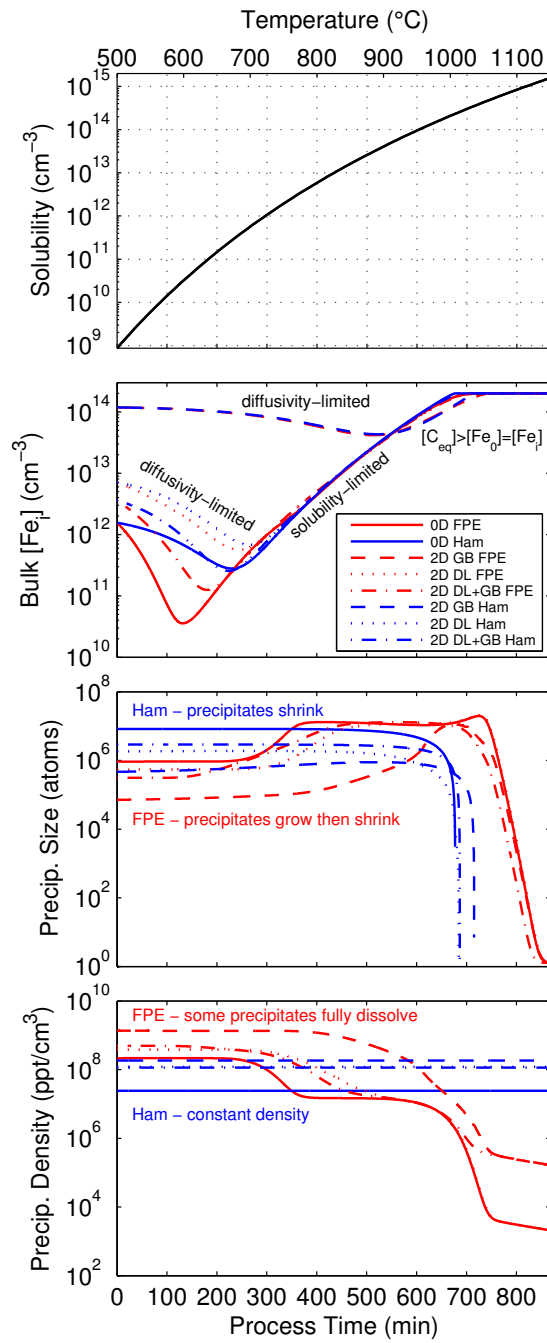 Temperature (°C)
500 600 700 800 900 1000 1100
10^15
10^14
10^13
10^12
10^11
10^10
10^9
Solubility (cm^−3)
10^14
10^13
10^12
10^11
10^10
Bulk [Fe_i] (cm^−3)
diffusivity−limited
[C_eq]>[Fe_0]=[Fe_i]
diffusivity−limited
solubility−limited
0D FPE
0D Ham
2D GB FPE
2D DL FPE
2D DL+GB FPE
2D GB Ham
2D DL Ham
2D DL+GB Ham
10^8
10^6
10^4
10^2
10^0
Precip. Size (atoms)
Ham − precipitates shrink
FPE − precipitates grow then shrink
10^10
10^8
10^6
10^4
10^2
Precip. Density (ppt/cm^3)
FPE − some precipitates fully dissolve
Ham − constant density
0 100 200 300 400 500 600 700 800
Process Time (min)